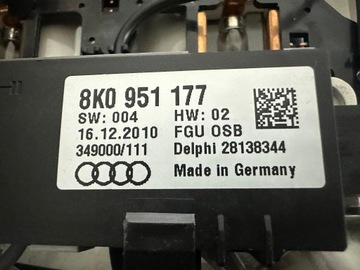 8K0 951 177
SW: 004 HW: 02
16.12.2010 FGU OSB
349000/111 Delphi 28138344
Made in Germany